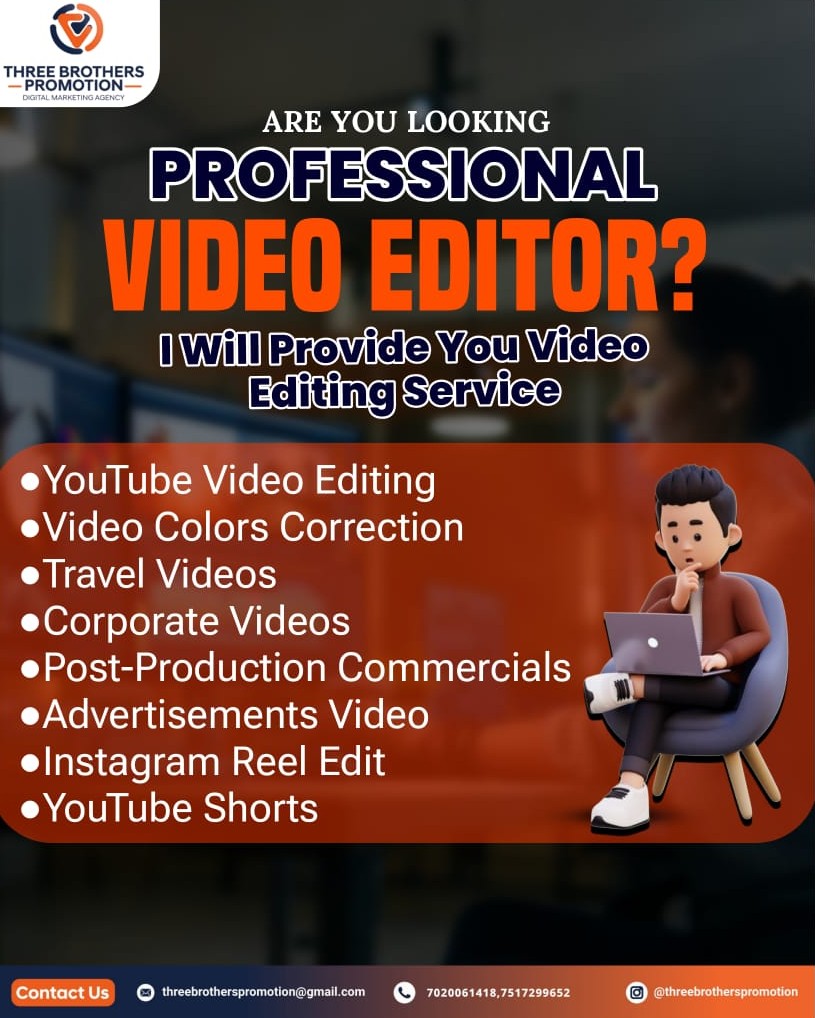 THREE BROTHERS
PROMOTION
DIGITAL MARKETING AGENCY
ARE YOU LOOKING
PROFESSIONAL
VIDEO EDITOR?
I Will Provide You Video
Editing Service
●YouTube Video Editing
●Video Colors Correction
●Travel Videos
●Corporate Videos
●Post-Production Commercials
●Advertisements Video
●Instagram Reel Edit
●YouTube Shorts
Contact Us threebrotherspromotion@gmail.com 7020061418,7517299652 @threebrotherspromotion